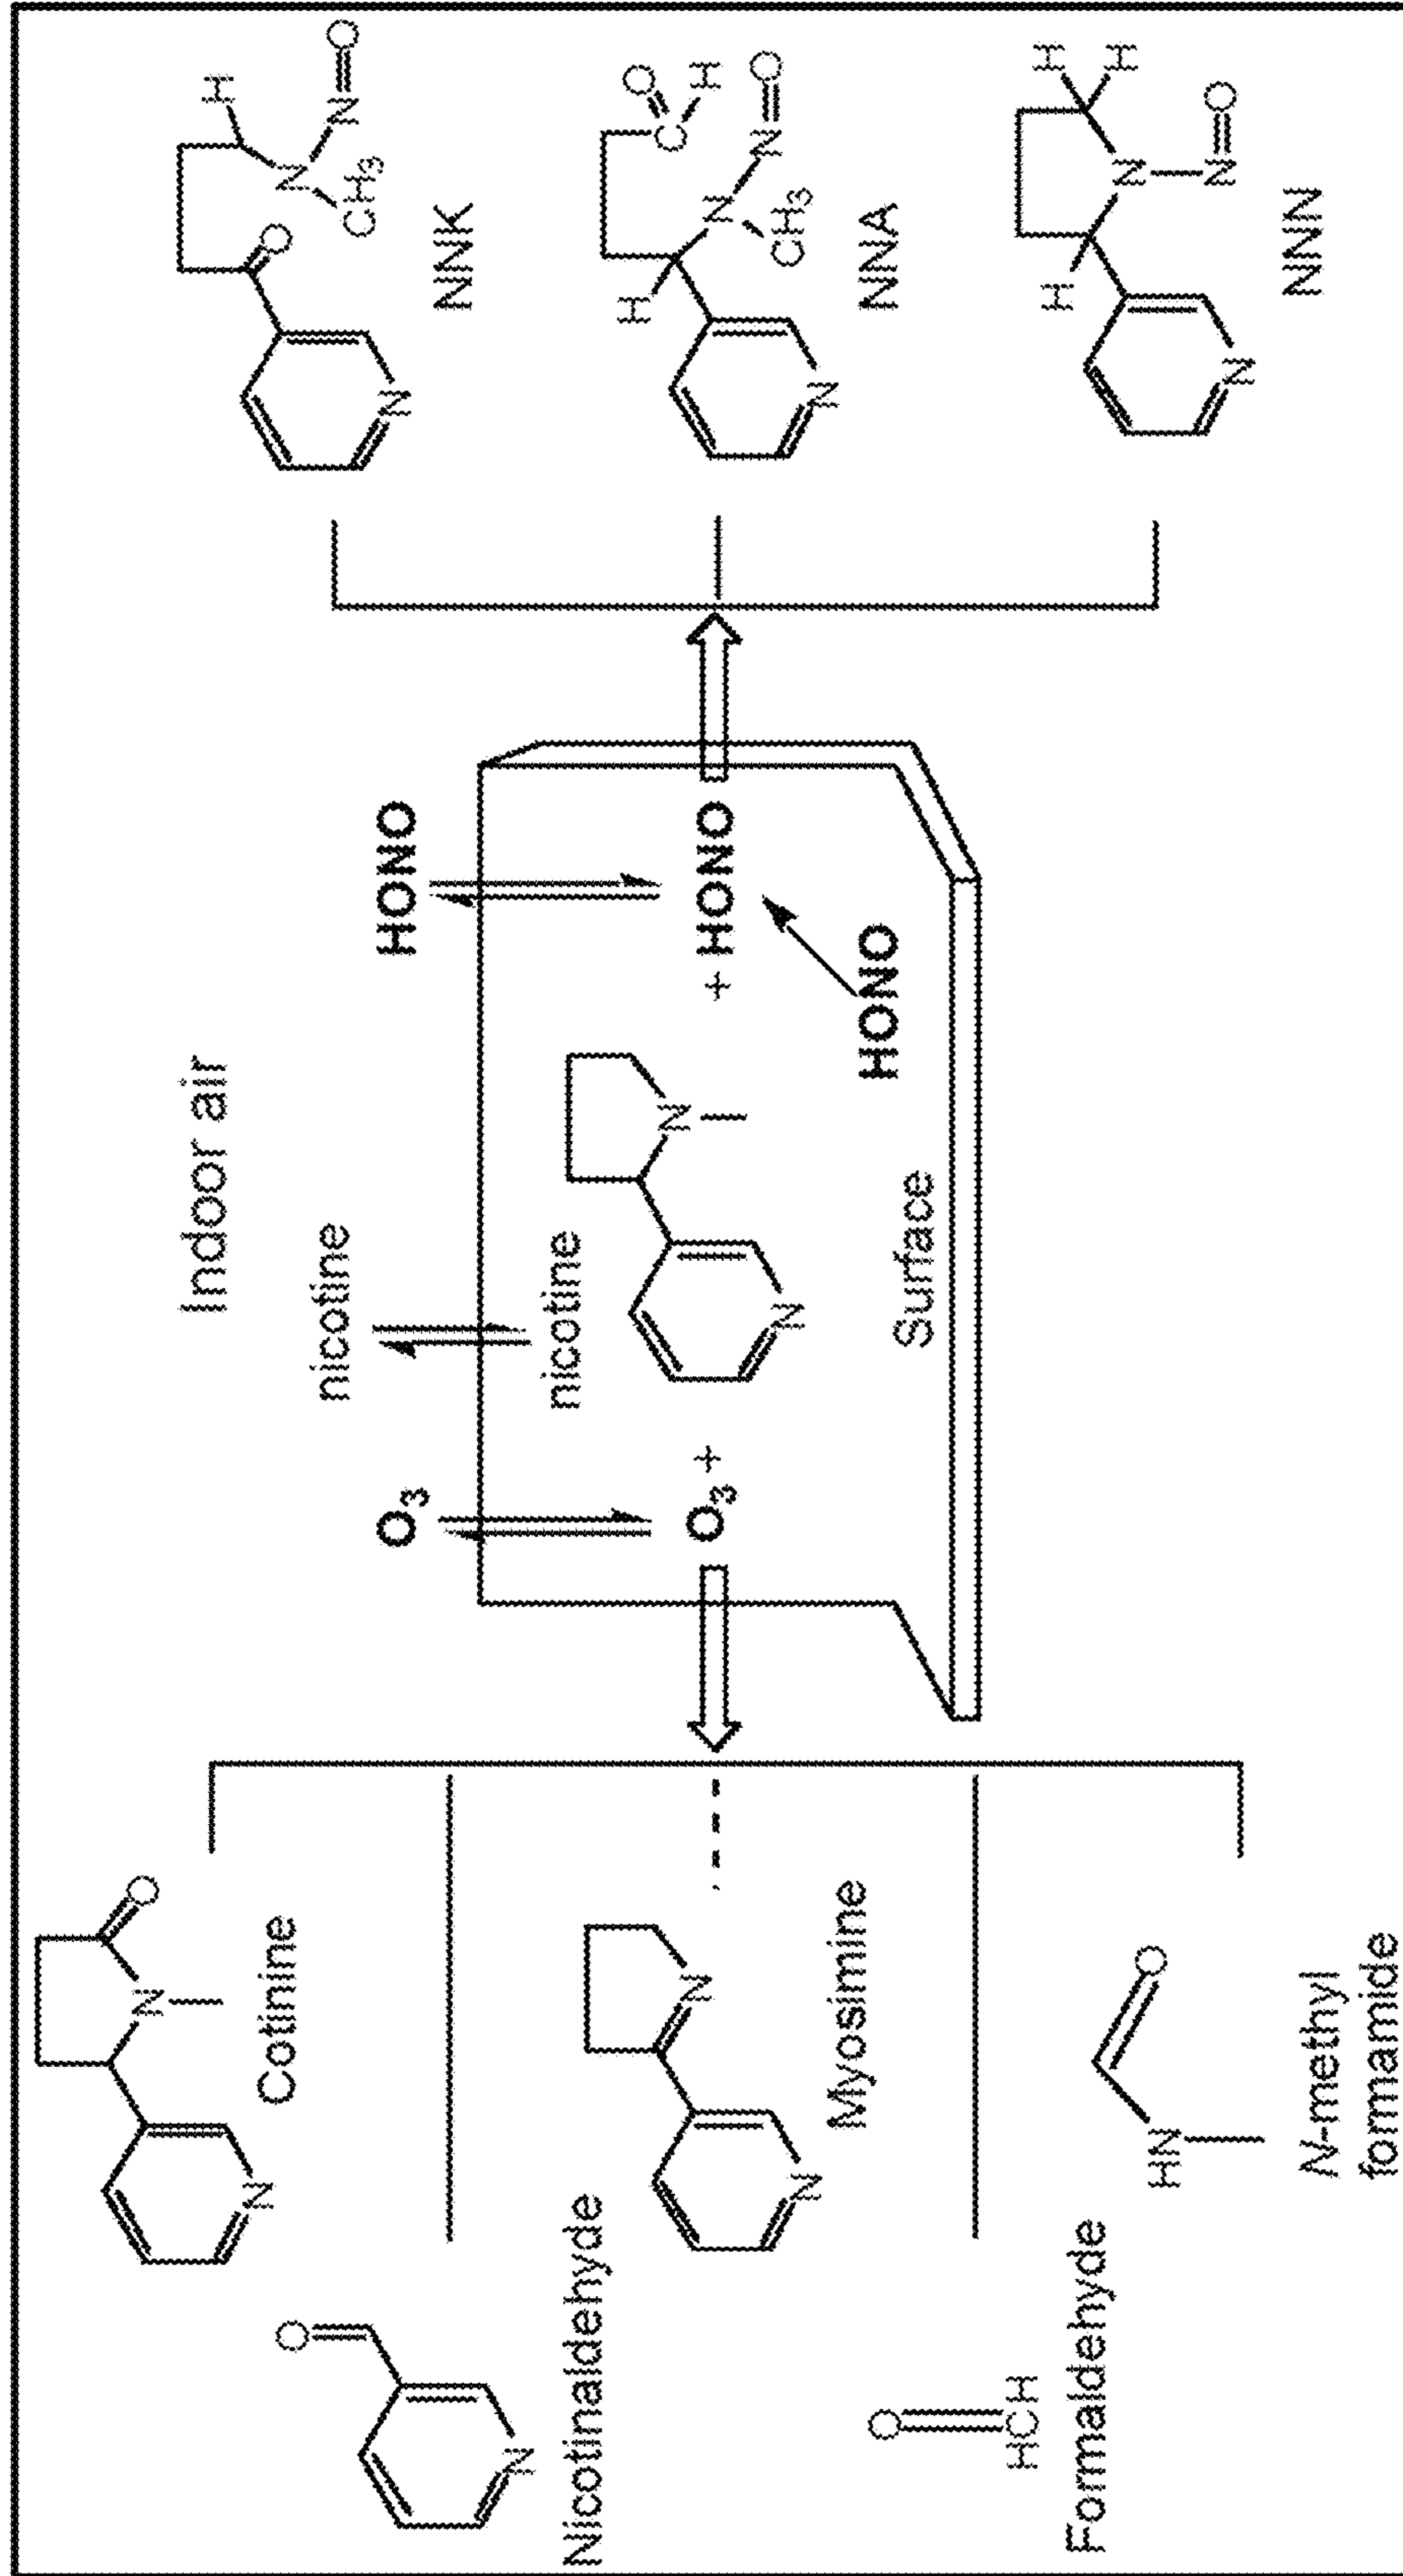 O
N
N
Cotinine
O
N
Nicotinaldehyde
N
N
Myosimine
O
HCH
Formaldehyde
O
HN
N-methyl
formamide
Indoor air
nicotine
O₃
HONO
nicotine
N
N
O₃ +
+ HONO
HONO
Surface
H
O
N
N O
CH₃
N
NNK
O
C
H
H
N
N O
CH₃
N
NNA
H
H
H
N
N O
N
NNN